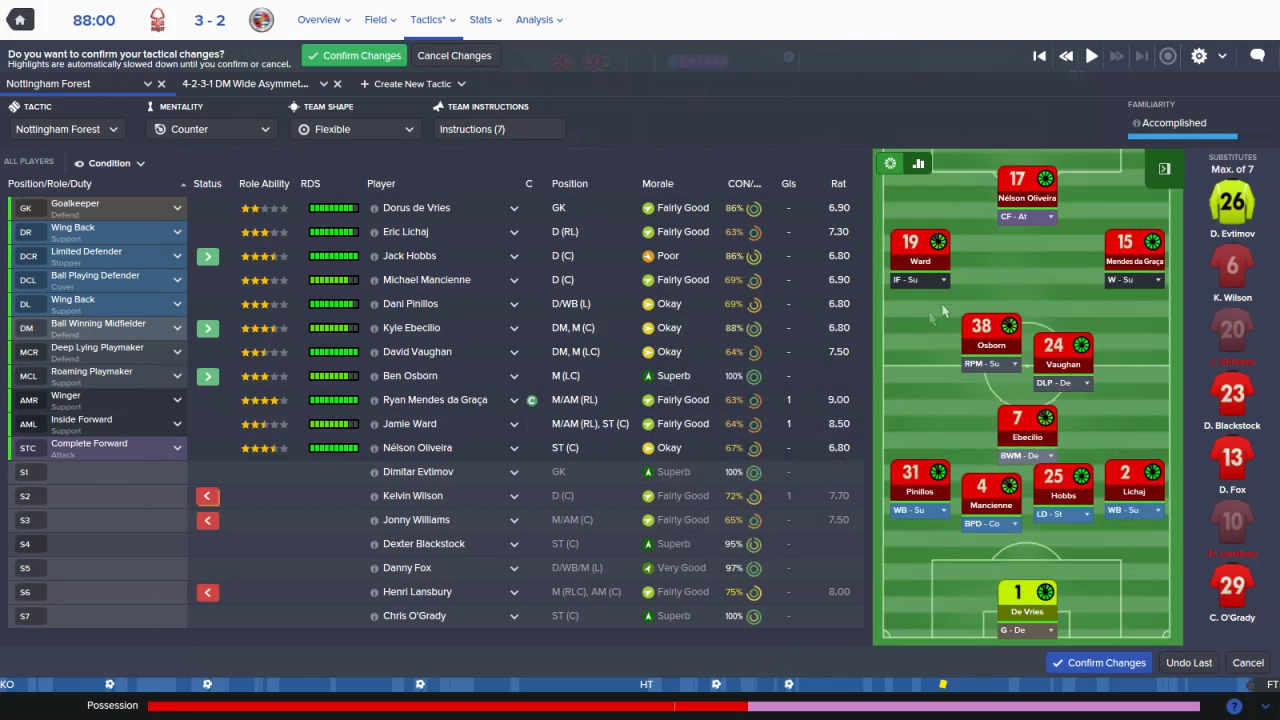 88:00
3 - 2
Overview
Field
Tactics*
Stats
Analysis
Do you want to confirm your tactical changes?
Highlights are automatically slowed down until you confirm or cancel.
Confirm Changes
Cancel Changes
Nottingham Forest
4-2-3-1 DM Wide Asymmet...
Create New Tactic
TACTIC
MENTALITY
TEAM SHAPE
TEAM INSTRUCTIONS
FAMILIARITY
Nottingham Forest
Counter
Flexible
Instructions (7)
Accomplished
ALL PLAYERS
Condition
Position/Role/Duty Status Role Ability RDS Player C Position Morale CON/... Gls Rat
GK Goalkeeper Defend Dorus de Vries GK Fairly Good 86% - 6.90
DR Wing Back Support Eric Lichaj D (RL) Fairly Good 63% - 7.30
DCR Limited Defender Stopper Jack Hobbs D (C) Poor 86% - 6.80
DCL Ball Playing Defender Cover Michael Mancienne D (C) Fairly Good 69% - 6.90
DL Wing Back Support Dani Pinillos D/WB (L) Okay 69% - 6.80
DM Ball Winning Midfielder Defend Kyle Ebecilio DM, M (C) Okay 88% - 6.80
MCR Deep Lying Playmaker Defend David Vaughan DM, M (LC) Okay 64% - 7.50
MCL Roaming Playmaker Support Ben Osborn M (LC) Superb 100% - 6.80
AMR Winger Support Ryan Mendes da Graça C M/AM (RL) Fairly Good 63% 1 9.00
AML Inside Forward Support Jamie Ward M/AM (RL), ST (C) Fairly Good 64% 1 8.50
STC Complete Forward Attack Nélson Oliveira ST (C) Okay 67% - 6.80
S1 Dimitar Evtimov GK Superb 100% -
S2 Kelvin Wilson D (C) Fairly Good 72% 1 7.70
S3 Jonny Williams M/AM (C) Fairly Good 65% - 7.50
S4 Dexter Blackstock ST (C) Superb 95% -
S5 Danny Fox D/WB/M (L) Very Good 97% -
S6 Henri Lansbury M (RLC), AM (C) Fairly Good 75% - 8.00
S7 Chris O'Grady ST (C) Superb 100% -
17
Nélson Oliveira
CF - At
19
Ward
IF - Su
15
Mendes da Graça
W - Su
38
Osborn
RPM - Su
24
Vaughan
DLP - De
7
Ebecilio
BWM - De
31
Pinillos
WB - Su
4
Mancienne
BPD - Co
25
Hobbs
LD - St
2
Lichaj
WB - Su
1
De Vries
G - De
SUBSTITUTES
Max. of 7
26
D. Evtimov
6
K. Wilson
20
J. Williams
23
D. Blackstock
13
D. Fox
10
H. Lansbury
29
C. O'Grady
Confirm Changes
Undo Last
Cancel
KO
HT
FT
Possession
?